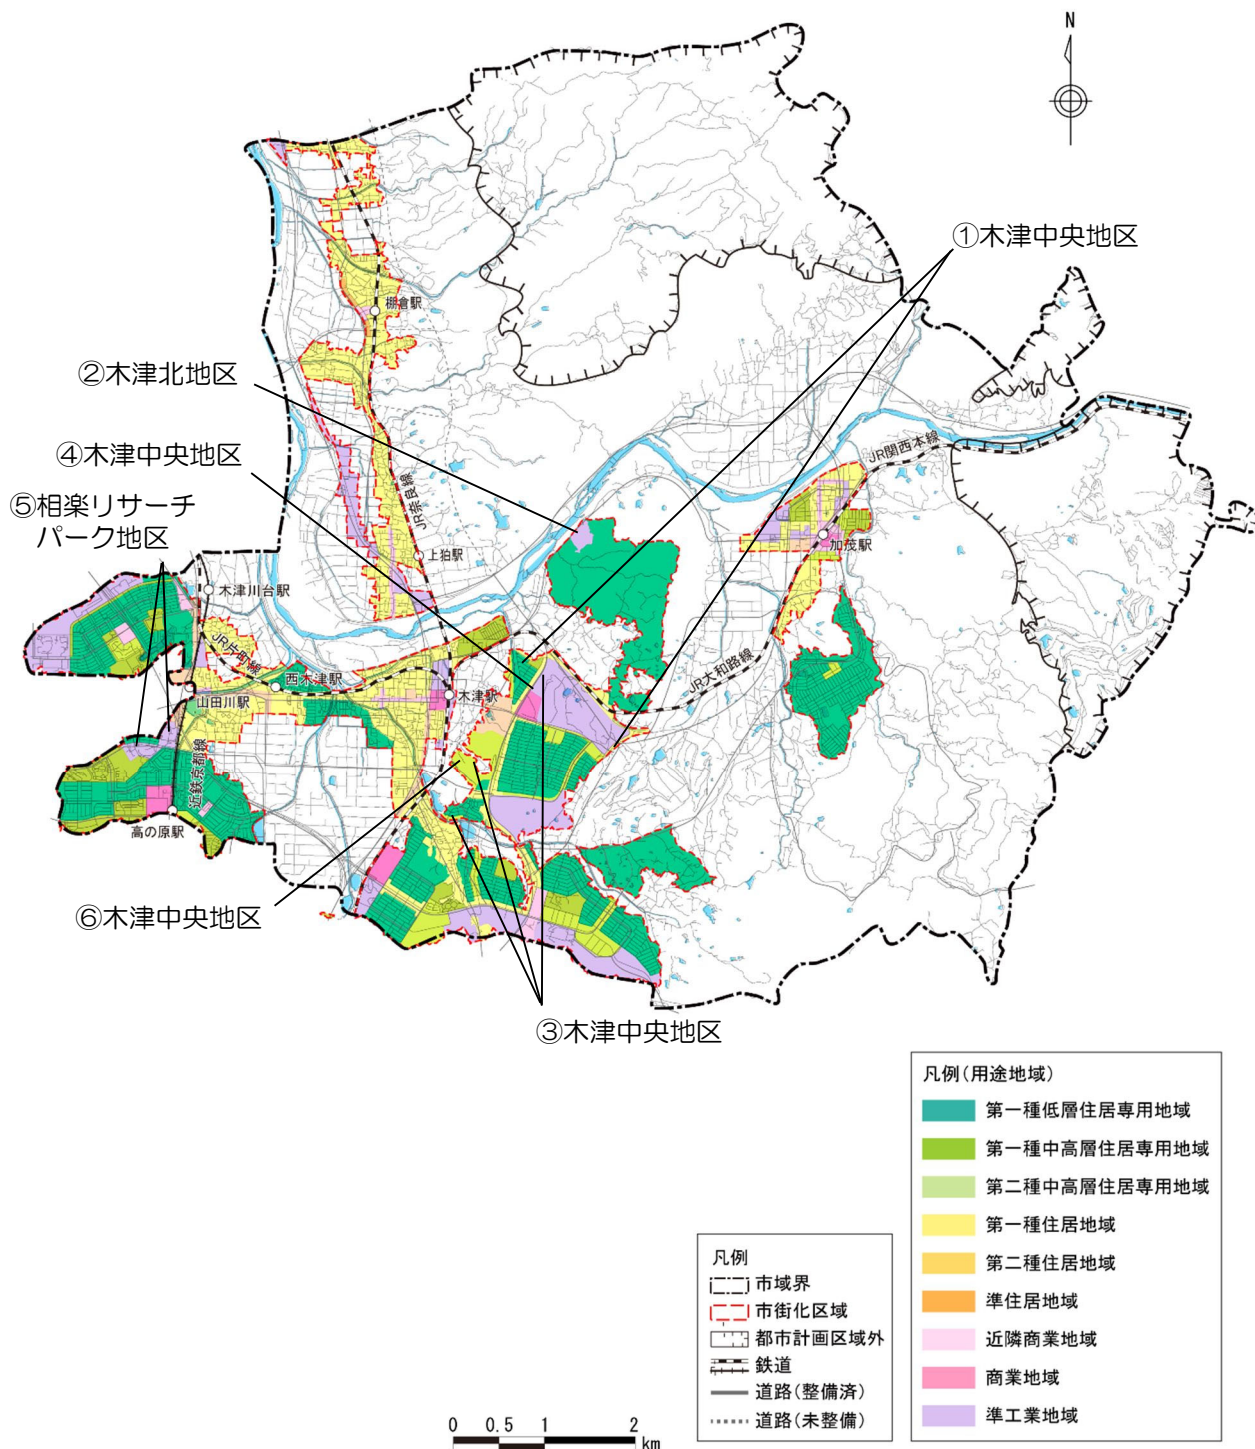 N
①木津中央地区
②木津北地区
④木津中央地区
⑤相楽リサーチ
パーク地区
棚倉駅
JR奈良線
上狛駅
JR関西本線
加茂駅
木津川台駅
JR片町線
西木津駅
木津駅
JR大和路線
山田川駅
近鉄京都線
高の原駅
⑥木津中央地区
③木津中央地区
凡例(用途地域)
第一種低層住居専用地域
第一種中高層住居専用地域
第二種中高層住居専用地域
第一種住居地域
第二種住居地域
準住居地域
近隣商業地域
商業地域
準工業地域
凡例
市域界
市街化区域
都市計画区域外
鉄道
道路(整備済)
道路(未整備)
0 0.5 1 2
km